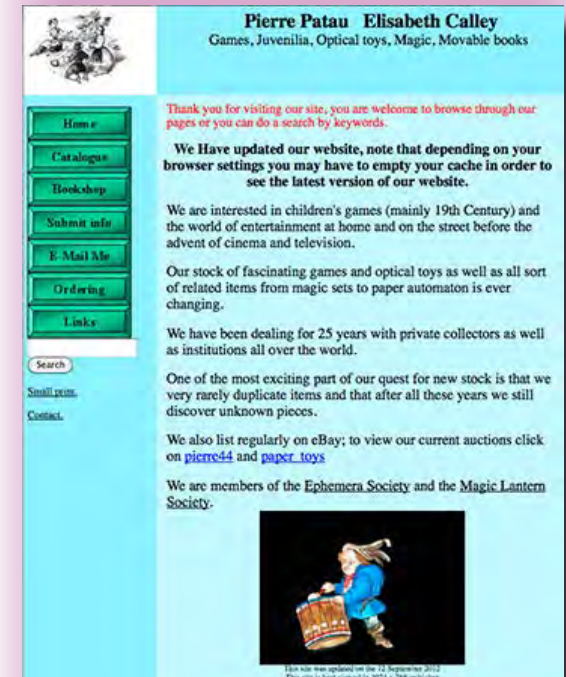 Pierre Patau Elisabeth Calley
Games, Juvenilia, Optical toys, Magic, Movable books
Home
Catalogue
Bookshop
Submit info
E-Mail Me
Ordering
Links
Search
Small print.
Contact.
Thank you for visiting our site, you are welcome to browse through our
pages or you can do a search by keywords.
We Have updated our website, note that depending on your
browser settings you may have to empty your cache in order to
see the latest version of our website.
We are interested in children's games (mainly 19th Century) and
the world of entertainment at home and on the street before the
advent of cinema and television.
Our stock of fascinating games and optical toys as well as all sort
of related items from magic sets to paper automaton is ever
changing.
We have been dealing for 25 years with private collectors as well
as institutions all over the world.
One of the most exciting part of our quest for new stock is that we
very rarely duplicate items and that after all these years we still
discover unknown pieces.
We also list regularly on eBay; to view our current auctions click
on pierre44 and paper_toys
We are members of the Ephemera Society and the Magic Lantern
Society.
This site was updated on the 12 September 2012